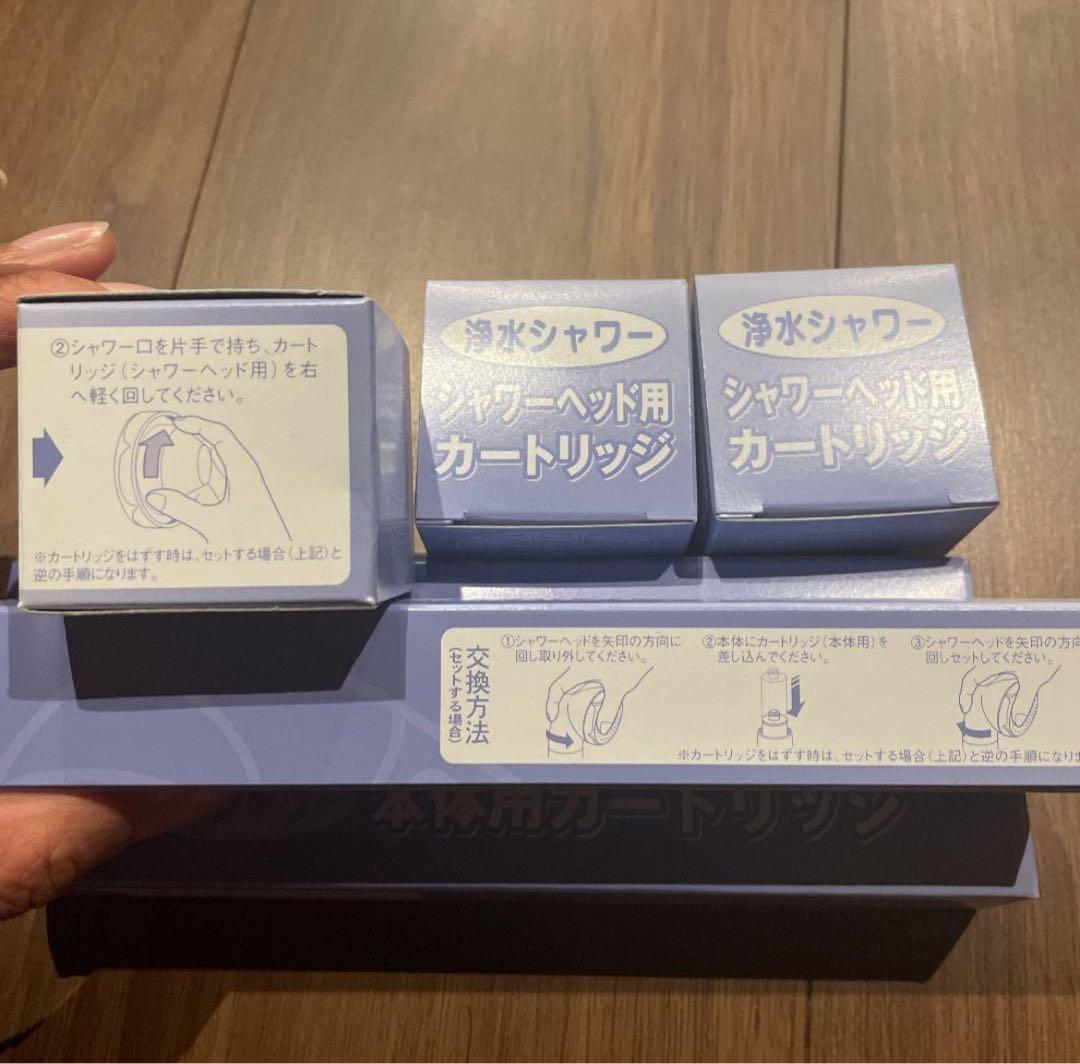 ②シャワー口を片手で持ち、カート
リッジ(シャワーヘッド用)を右
へ軽く回してください。
※カートリッジをはずす時は、セットする場合(上記)と
逆の手順になります。
浄水シャワー
シャワーヘッド用
カートリッジ
浄水シャワー
シャワーヘッド用
カートリッジ
交換方法
(セットする場合)
①シャワーヘッドを矢印の方向に
回し取り外してください。
②本体にカートリッジ(本体用)を
差し込んでください。
③シャワーヘッドを矢印の方向
回しセットしてください。
※カートリッジをはずす時は、セットする場合(上記)と逆の手順になりま
本体用カートリッジ